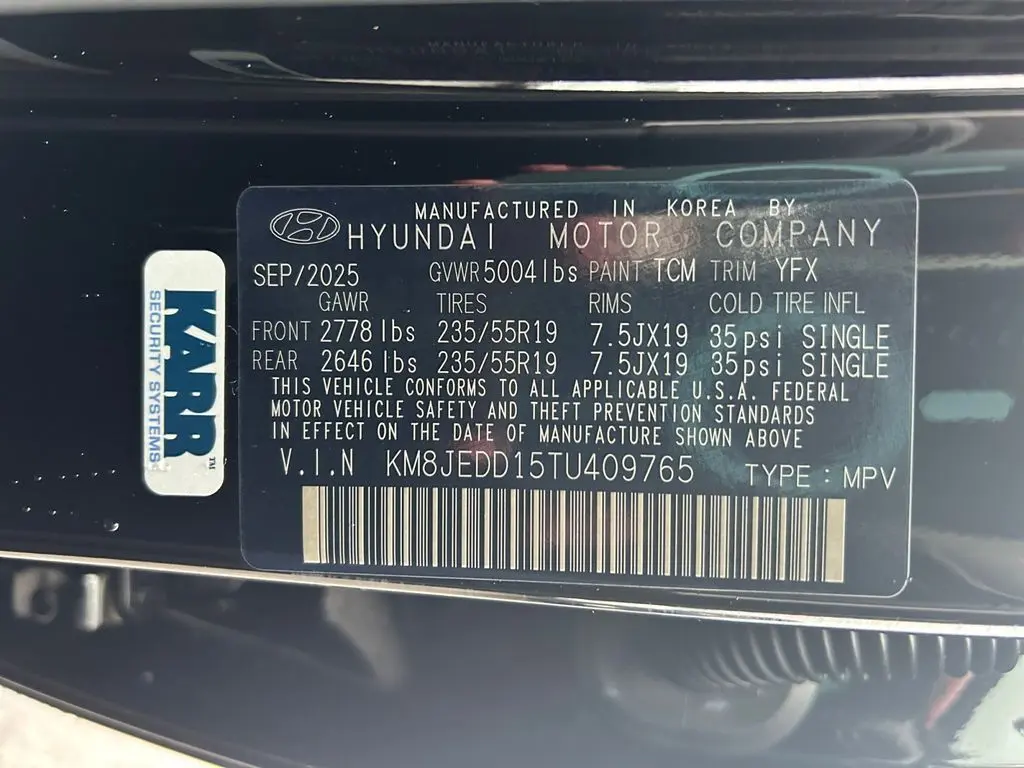 MANUFACTURED IN KOREA BY
HYUNDAI MOTOR COMPANY
SEP/2025 GVWR 5004lbs PAINT TCM TRIM YFX
GAWR TIRES RIMS COLD TIRE INFL
FRONT 2778 lbs 235/55R19 7.5JX19 35psi SINGLE
REAR 2646 lbs 235/55R19 7.5JX19 35psi SINGLE
THIS VEHICLE CONFORMS TO ALL APPLICABLE U.S.A. FEDERAL
MOTOR VEHICLE SAFETY AND THEFT PREVENTION STANDARDS
IN EFFECT ON THE DATE OF MANUFACTURE SHOWN ABOVE
V.I.N KM8JEDD15TU409765 TYPE : MPV
KARR™
SECURITY SYSTEMS